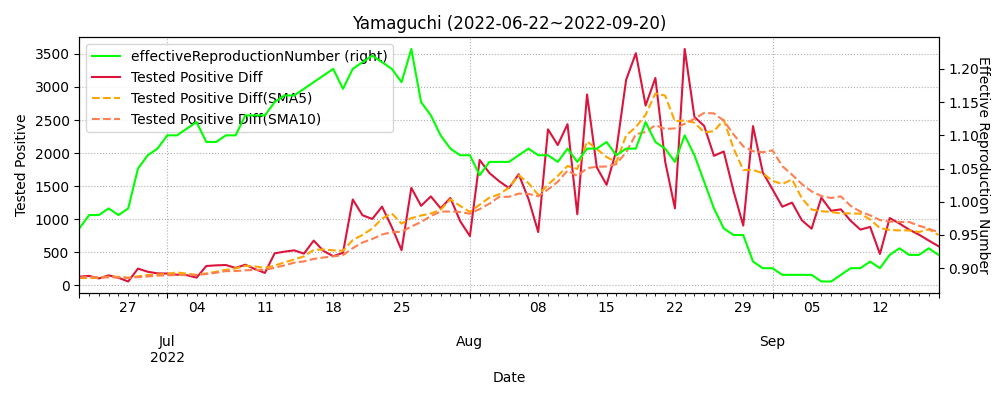 Yamaguchi (2022-06-22~2022-09-20)
effectiveReproductionNumber (right)
Tested Positive Diff
Tested Positive Diff(SMA5)
Tested Positive Diff(SMA10)
Tested Positive
3500
3000
2500
2000
1500
1000
500
0
1.20
1.15
1.10
1.05
1.00
0.95
0.90
Effective Reproduction Number
27 04 11 18 25 08 15 22 29 05 12
Jul Aug Sep
2022
Date